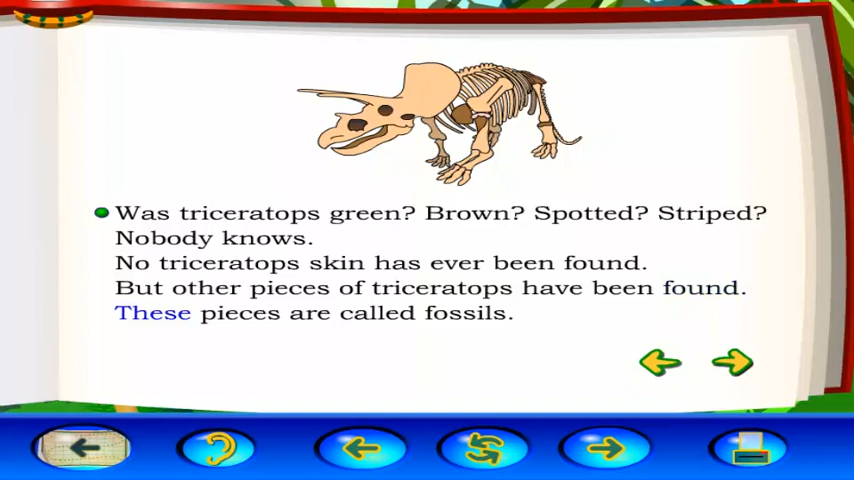 Was triceratops green? Brown? Spotted? Striped?
Nobody knows.
No triceratops skin has ever been found.
But other pieces of triceratops have been found.
These pieces are called fossils.